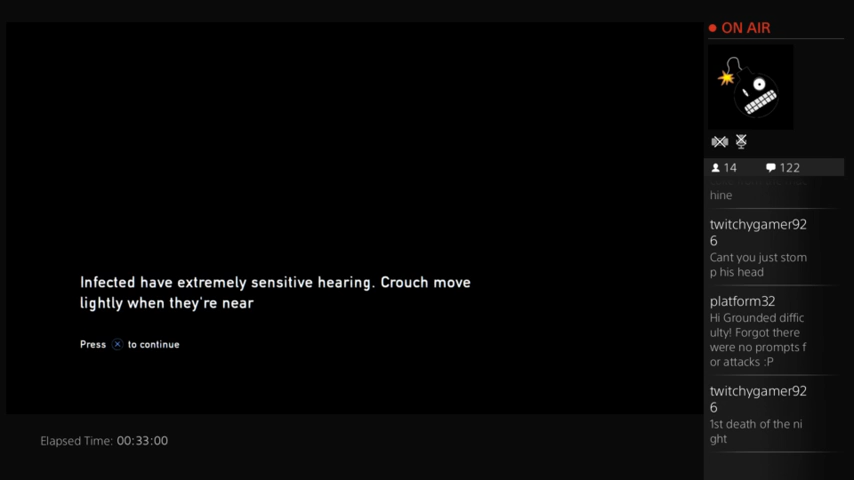 ON AIR
14 122
hine
twitchygamer92
6
Cant you just stom
p his head
platform32
Hi Grounded diffic
ulty! Forgot there
were no prompts f
or attacks :P
twitchygamer92
6
1st death of the ni
ght
Infected have extremely sensitive hearing. Crouch move
lightly when they're near
Press to continue
Elapsed Time: 00:33:00